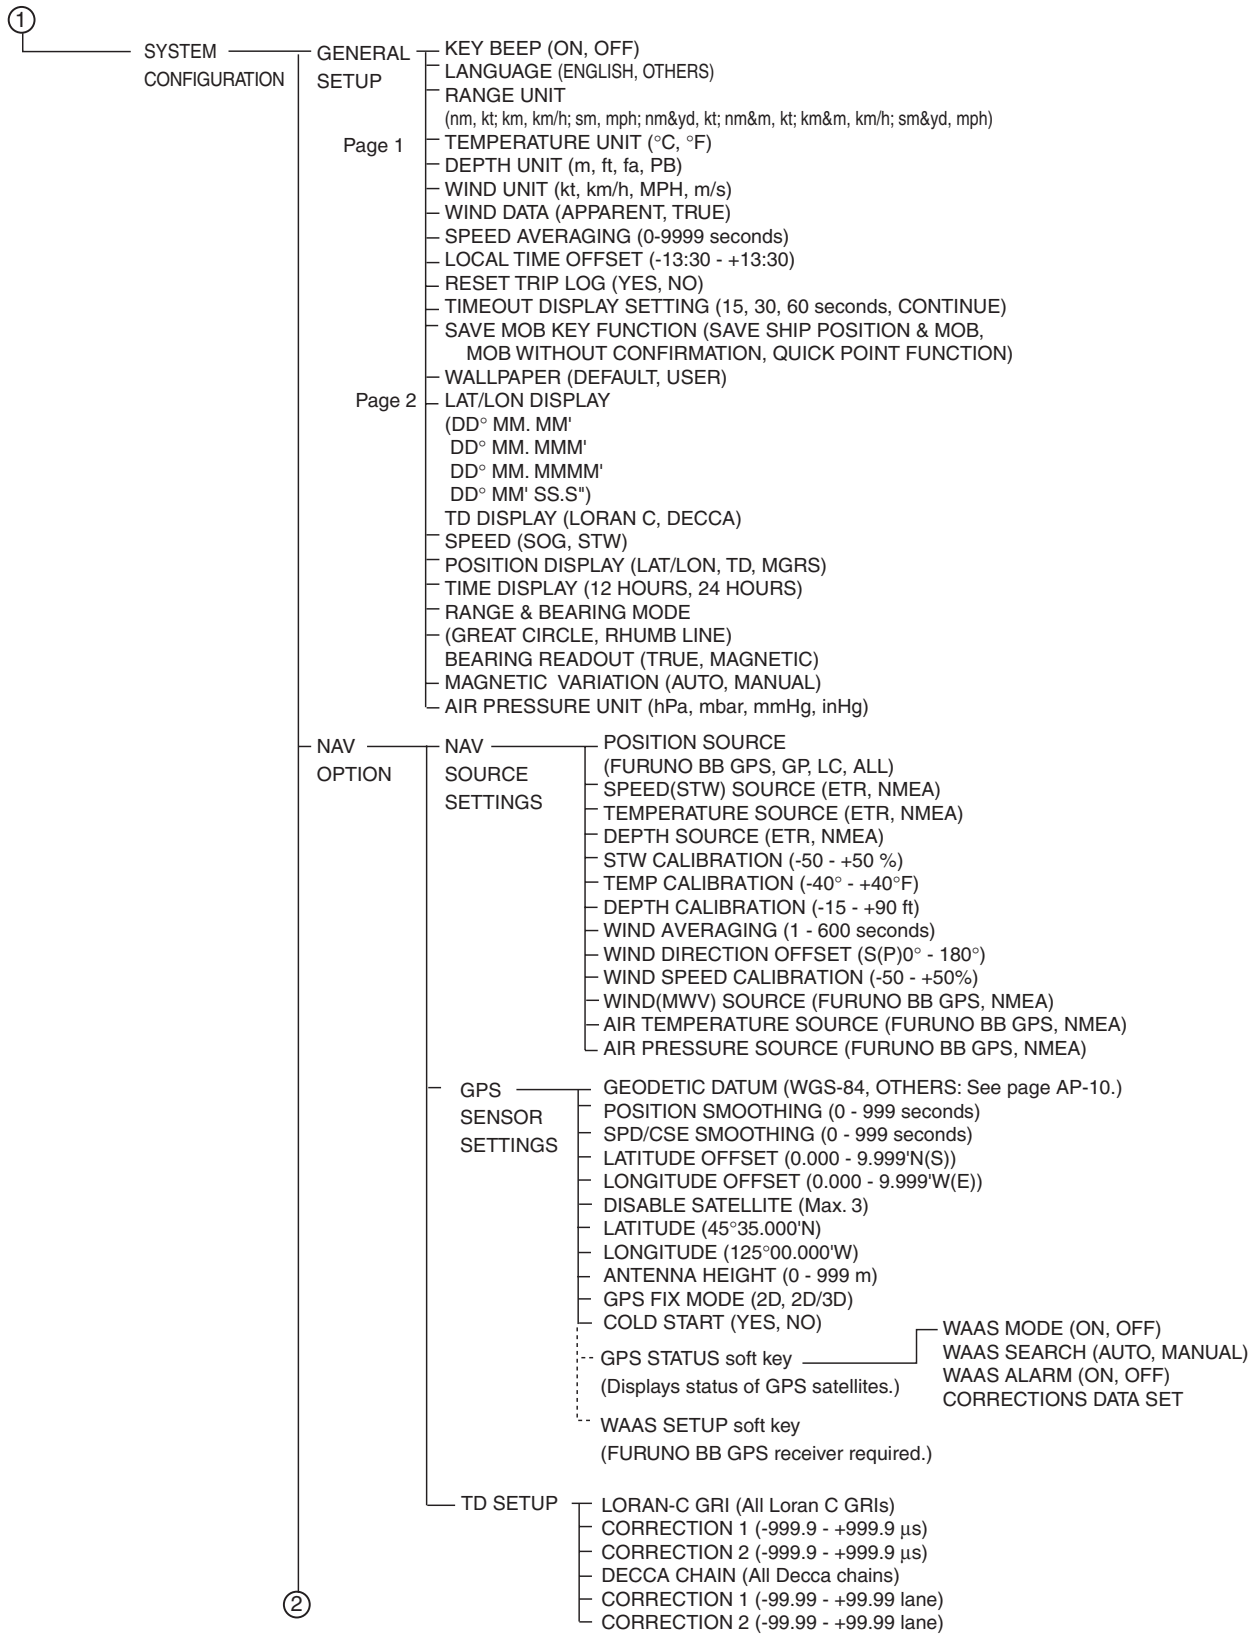 1
SYSTEM
CONFIGURATION
GENERAL
SETUP
KEY BEEP (ON, OFF)
LANGUAGE (ENGLISH, OTHERS)
RANGE UNIT
(nm, kt; km, km/h; sm, mph; nm&yd, kt; nm&m, kt; km&m, km/h; sm&yd, mph)
Page 1
TEMPERATURE UNIT (°C, °F)
DEPTH UNIT (m, ft, fa, PB)
WIND UNIT (kt, km/h, MPH, m/s)
WIND DATA (APPARENT, TRUE)
SPEED AVERAGING (0-9999 seconds)
LOCAL TIME OFFSET (-13:30 - +13:30)
RESET TRIP LOG (YES, NO)
TIMEOUT DISPLAY SETTING (15, 30, 60 seconds, CONTINUE)
SAVE MOB KEY FUNCTION (SAVE SHIP POSITION & MOB,
MOB WITHOUT CONFIRMATION, QUICK POINT FUNCTION)
WALLPAPER (DEFAULT, USER)
Page 2
LAT/LON DISPLAY
(DD° MM. MM'
DD° MM. MMM'
DD° MM. MMMM'
DD° MM' SS.S")
TD DISPLAY (LORAN C, DECCA)
SPEED (SOG, STW)
POSITION DISPLAY (LAT/LON, TD, MGRS)
TIME DISPLAY (12 HOURS, 24 HOURS)
RANGE & BEARING MODE
(GREAT CIRCLE, RHUMB LINE)
BEARING READOUT (TRUE, MAGNETIC)
MAGNETIC VARIATION (AUTO, MANUAL)
AIR PRESSURE UNIT (hPa, mbar, mmHg, inHg)
NAV
OPTION
NAV
SOURCE
SETTINGS
POSITION SOURCE
(FURUNO BB GPS, GP, LC, ALL)
SPEED(STW) SOURCE (ETR, NMEA)
TEMPERATURE SOURCE (ETR, NMEA)
DEPTH SOURCE (ETR, NMEA)
STW CALIBRATION (-50 - +50 %)
TEMP CALIBRATION (-40° - +40°F)
DEPTH CALIBRATION (-15 - +90 ft)
WIND AVERAGING (1 - 600 seconds)
WIND DIRECTION OFFSET (S(P)0° - 180°)
WIND SPEED CALIBRATION (-50 - +50%)
WIND(MWV) SOURCE (FURUNO BB GPS, NMEA)
AIR TEMPERATURE SOURCE (FURUNO BB GPS, NMEA)
AIR PRESSURE SOURCE (FURUNO BB GPS, NMEA)
GPS
SENSOR
SETTINGS
GEODETIC DATUM (WGS-84, OTHERS: See page AP-10.)
POSITION SMOOTHING (0 - 999 seconds)
SPD/CSE SMOOTHING (0 - 999 seconds)
LATITUDE OFFSET (0.000 - 9.999'N(S))
LONGITUDE OFFSET (0.000 - 9.999'W(E))
DISABLE SATELLITE (Max. 3)
LATITUDE (45°35.000'N)
LONGITUDE (125°00.000'W)
ANTENNA HEIGHT (0 - 999 m)
GPS FIX MODE (2D, 2D/3D)
COLD START (YES, NO)
GPS STATUS soft key
(Displays status of GPS satellites.)
WAAS MODE (ON, OFF)
WAAS SEARCH (AUTO, MANUAL)
WAAS ALARM (ON, OFF)
CORRECTIONS DATA SET
WAAS SETUP soft key
(FURUNO BB GPS receiver required.)
TD SETUP
LORAN-C GRI (All Loran C GRIs)
CORRECTION 1 (-999.9 - +999.9 µs)
CORRECTION 2 (-999.9 - +999.9 µs)
DECCA CHAIN (All Decca chains)
CORRECTION 1 (-99.99 - +99.99 lane)
CORRECTION 2 (-99.99 - +99.99 lane)
2